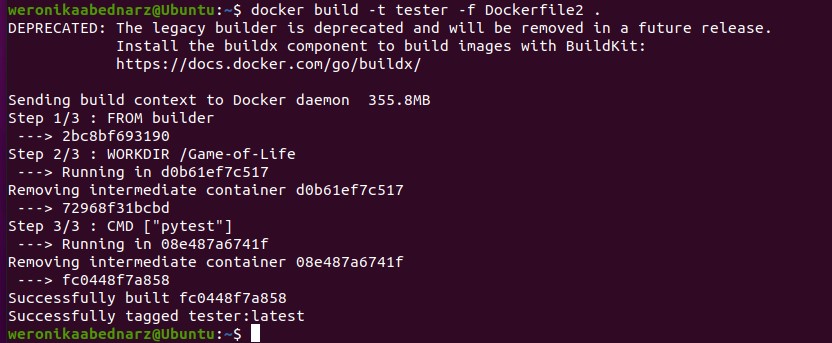 weronikaabednarz@Ubuntu:~$ docker build -t tester -f Dockerfile2 .
DEPRECATED: The legacy builder is deprecated and will be removed in a future release.
            Install the buildx component to build images with BuildKit:
            https://docs.docker.com/go/buildx/

Sending build context to Docker daemon  355.8MB
Step 1/3 : FROM builder
 ---> 2bc8bf693190
Step 2/3 : WORKDIR /Game-of-Life
 ---> Running in d0b61ef7c517
Removing intermediate container d0b61ef7c517
 ---> 72968f31bcbd
Step 3/3 : CMD ["pytest"]
 ---> Running in 08e487a6741f
Removing intermediate container 08e487a6741f
 ---> fc0448f7a858
Successfully built fc0448f7a858
Successfully tagged tester:latest
weronikaabednarz@Ubuntu:~$